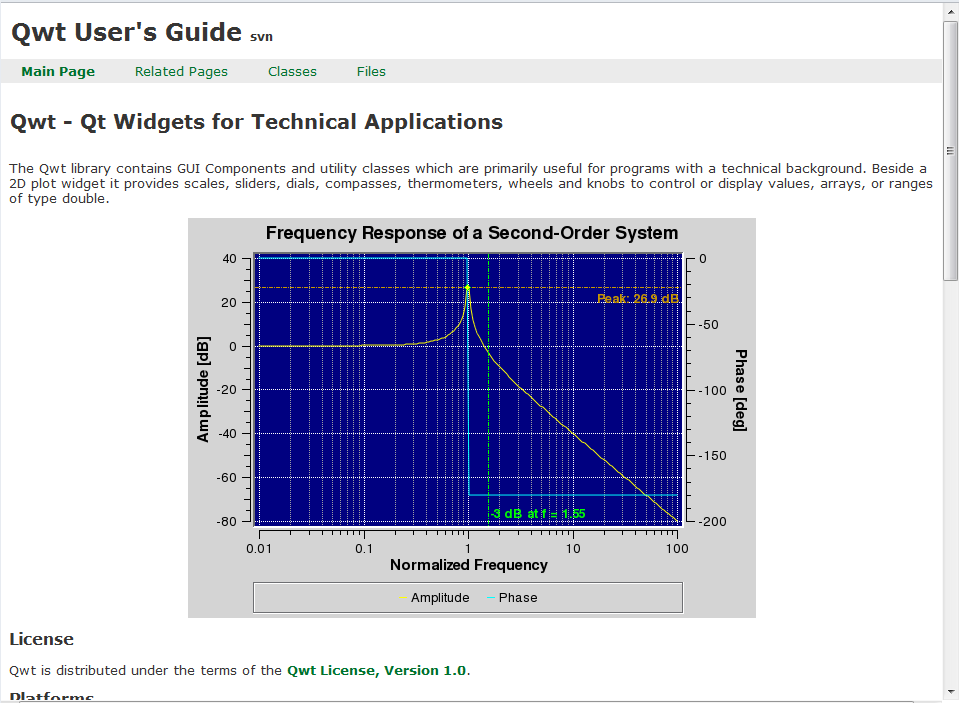 Qwt User's Guide svn
Main Page Related Pages Classes Files
Qwt - Qt Widgets for Technical Applications
The Qwt library contains GUI Components and utility classes which are primarily useful for programs with a technical background. Beside a
2D plot widget it provides scales, sliders, dials, compasses, thermometers, wheels and knobs to control or display values, arrays, or ranges
of type double.
Frequency Response of a Second-Order System
40
20
0
-20
-40
-60
-80
Amplitude [dB]
Peak: 26.9 dB
-3 dB at f = 1.55
0
-50
-100
-150
-200
Phase [deg]
0.01 0.1 1 10 100
Normalized Frequency
Amplitude Phase
License
Qwt is distributed under the terms of the Qwt License, Version 1.0.
Platforms